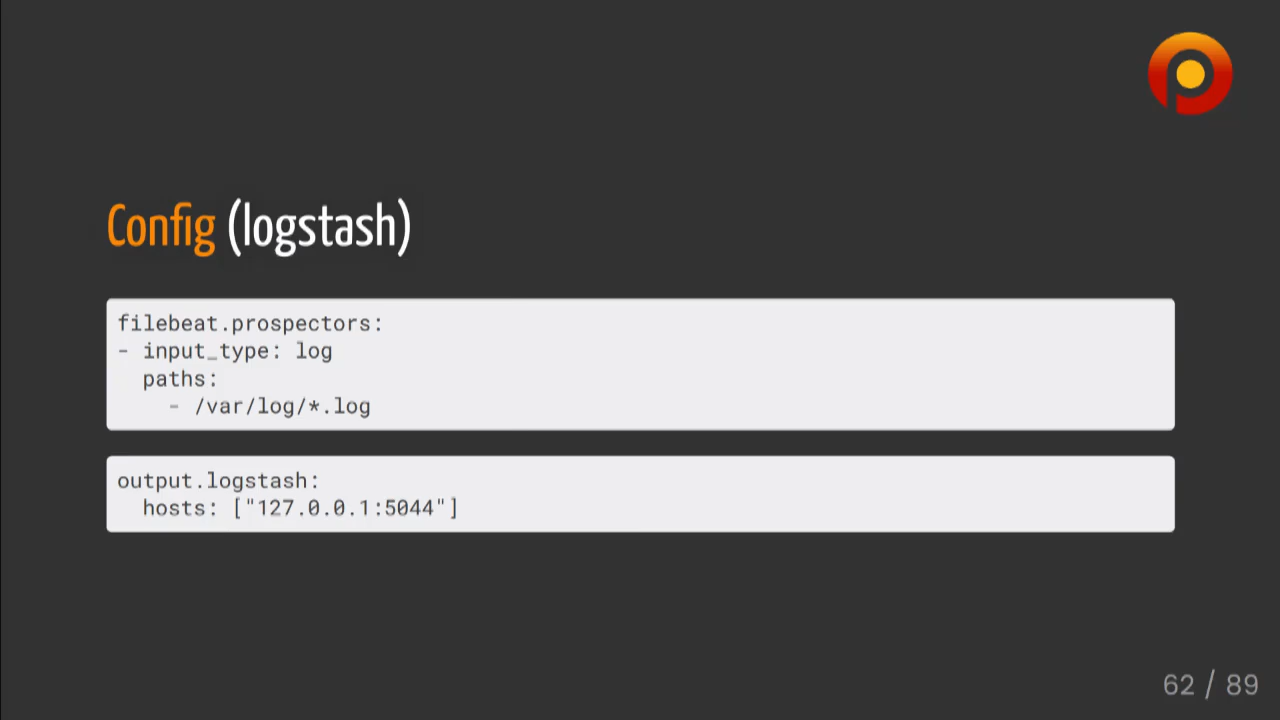 Config (logstash)
filebeat.prospectors:
- input_type: log
  paths:
    - /var/log/*.log
output.logstash:
  hosts: ["127.0.0.1:5044"]
62 / 89